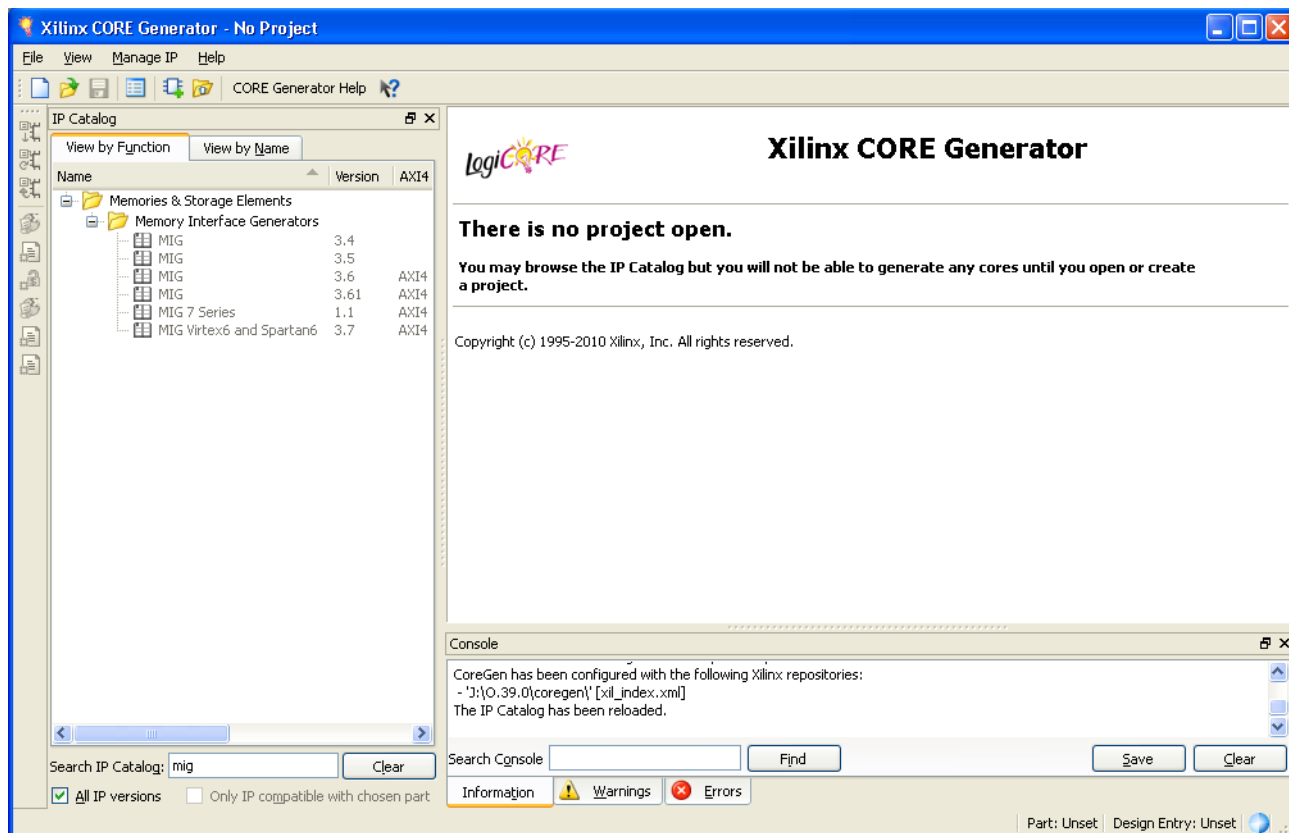 Xilinx CORE Generator - No Project
File View Manage IP Help
CORE Generator Help
IP Catalog
View by Function View by Name
Name Version AXI4
Memories & Storage Elements
Memory Interface Generators
MIG 3.4
MIG 3.5
MIG 3.6 AXI4
MIG 3.61 AXI4
MIG 7 Series 1.1 AXI4
MIG Virtex6 and Spartan6 3.7 AXI4
Search IP Catalog: mig Clear
All IP versions Only IP compatible with chosen part
LogiCORE
Xilinx CORE Generator
There is no project open.
You may browse the IP Catalog but you will not be able to generate any cores until you open or create
a project.
Copyright (c) 1995-2010 Xilinx, Inc. All rights reserved.
Console
CoreGen has been configured with the following Xilinx repositories:
- 'J:\O.39.0\coregen\' [xil_index.xml]
The IP Catalog has been reloaded.
Search Console Find Save Clear
Information Warnings Errors
Part: Unset Design Entry: Unset